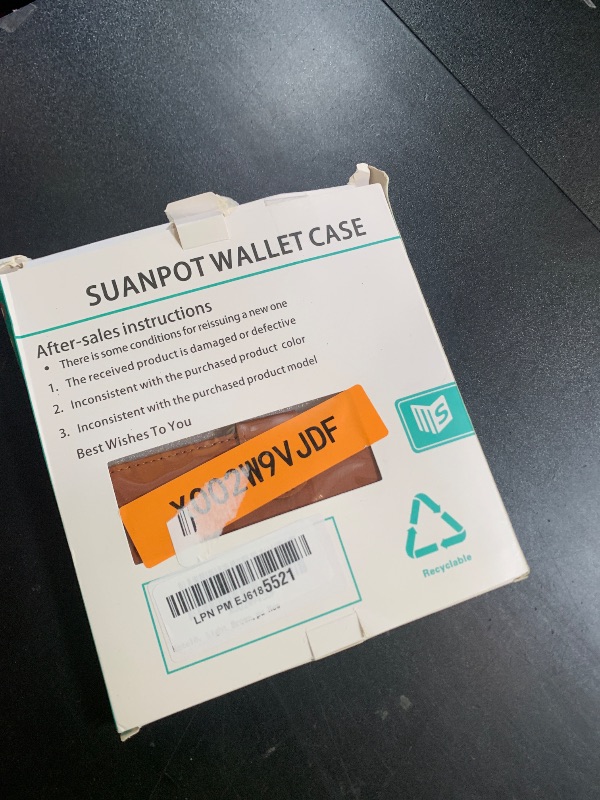 SUANPOT WALLET CASE
After-sales instructions
• There is some conditions for reissuing a new one
1. The received product is damaged or defective
2. Inconsistent with the purchased product color
3. Inconsistent with the purchased product model
Best Wishes To You
X002W9VJDF
MS
LPN PM EJ6185521
Recyclable